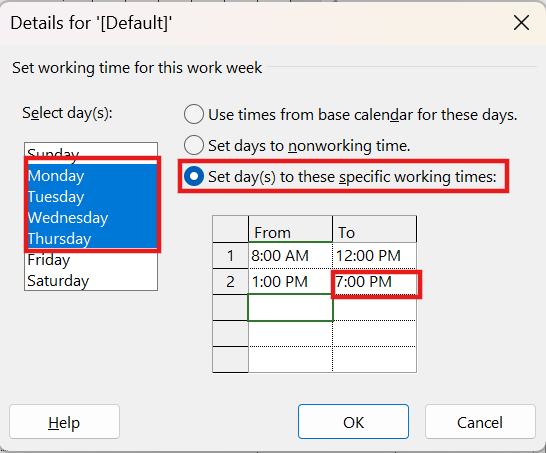 Details for '[Default]'
Set working time for this work week
Select day(s):
Sunday
Monday
Tuesday
Wednesday
Thursday
Friday
Saturday
Use times from base calendar for these days.
Set days to nonworking time.
Set day(s) to these specific working times:
From To
1 8:00 AM 12:00 PM
2 1:00 PM 7:00 PM
Help OK Cancel